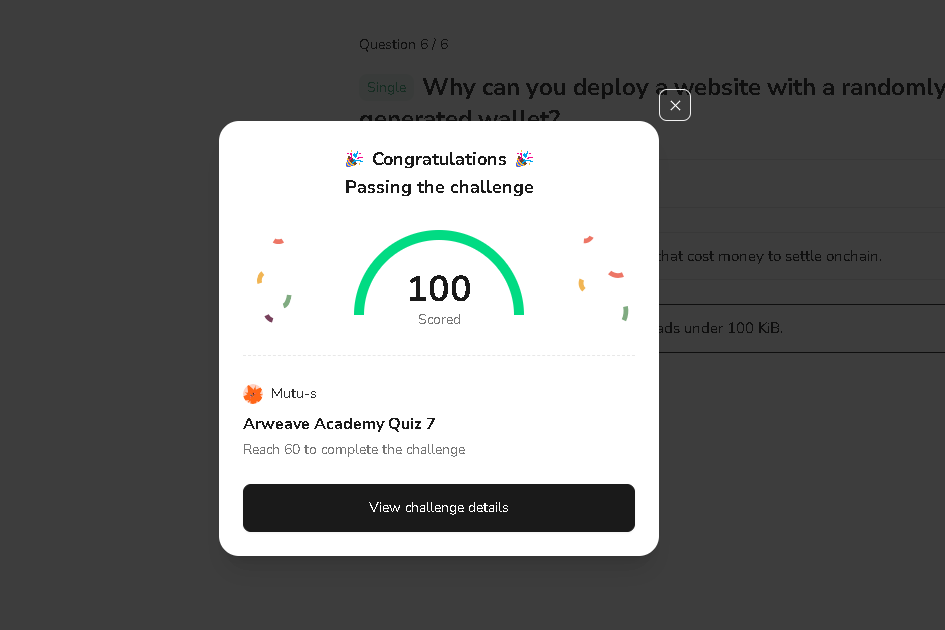 Question 6 / 6
Single Why can you deploy a website with a randomly
generated wallet?
🎉 Congratulations 🎉
Passing the challenge
that cost money to settle onchain.
100
Scored
ads under 100 KiB.
Mutu-s
Arweave Academy Quiz 7
Reach 60 to complete the challenge
View challenge details